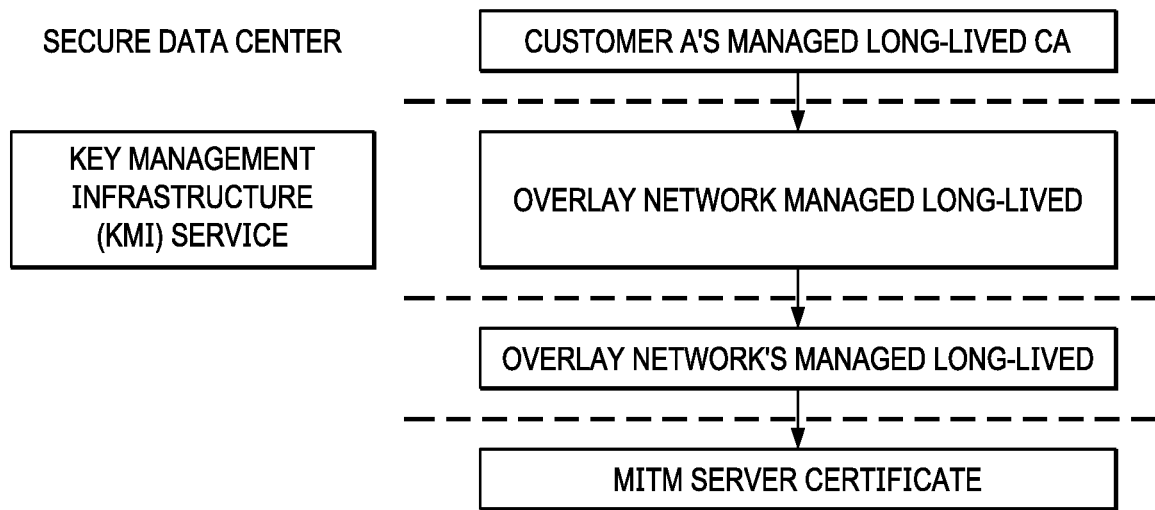 SECURE DATA CENTER
CUSTOMER A'S MANAGED LONG-LIVED CA
KEY MANAGEMENT
INFRASTRUCTURE
(KMI) SERVICE
OVERLAY NETWORK MANAGED LONG-LIVED
OVERLAY NETWORK'S MANAGED LONG-LIVED
MITM SERVER CERTIFICATE